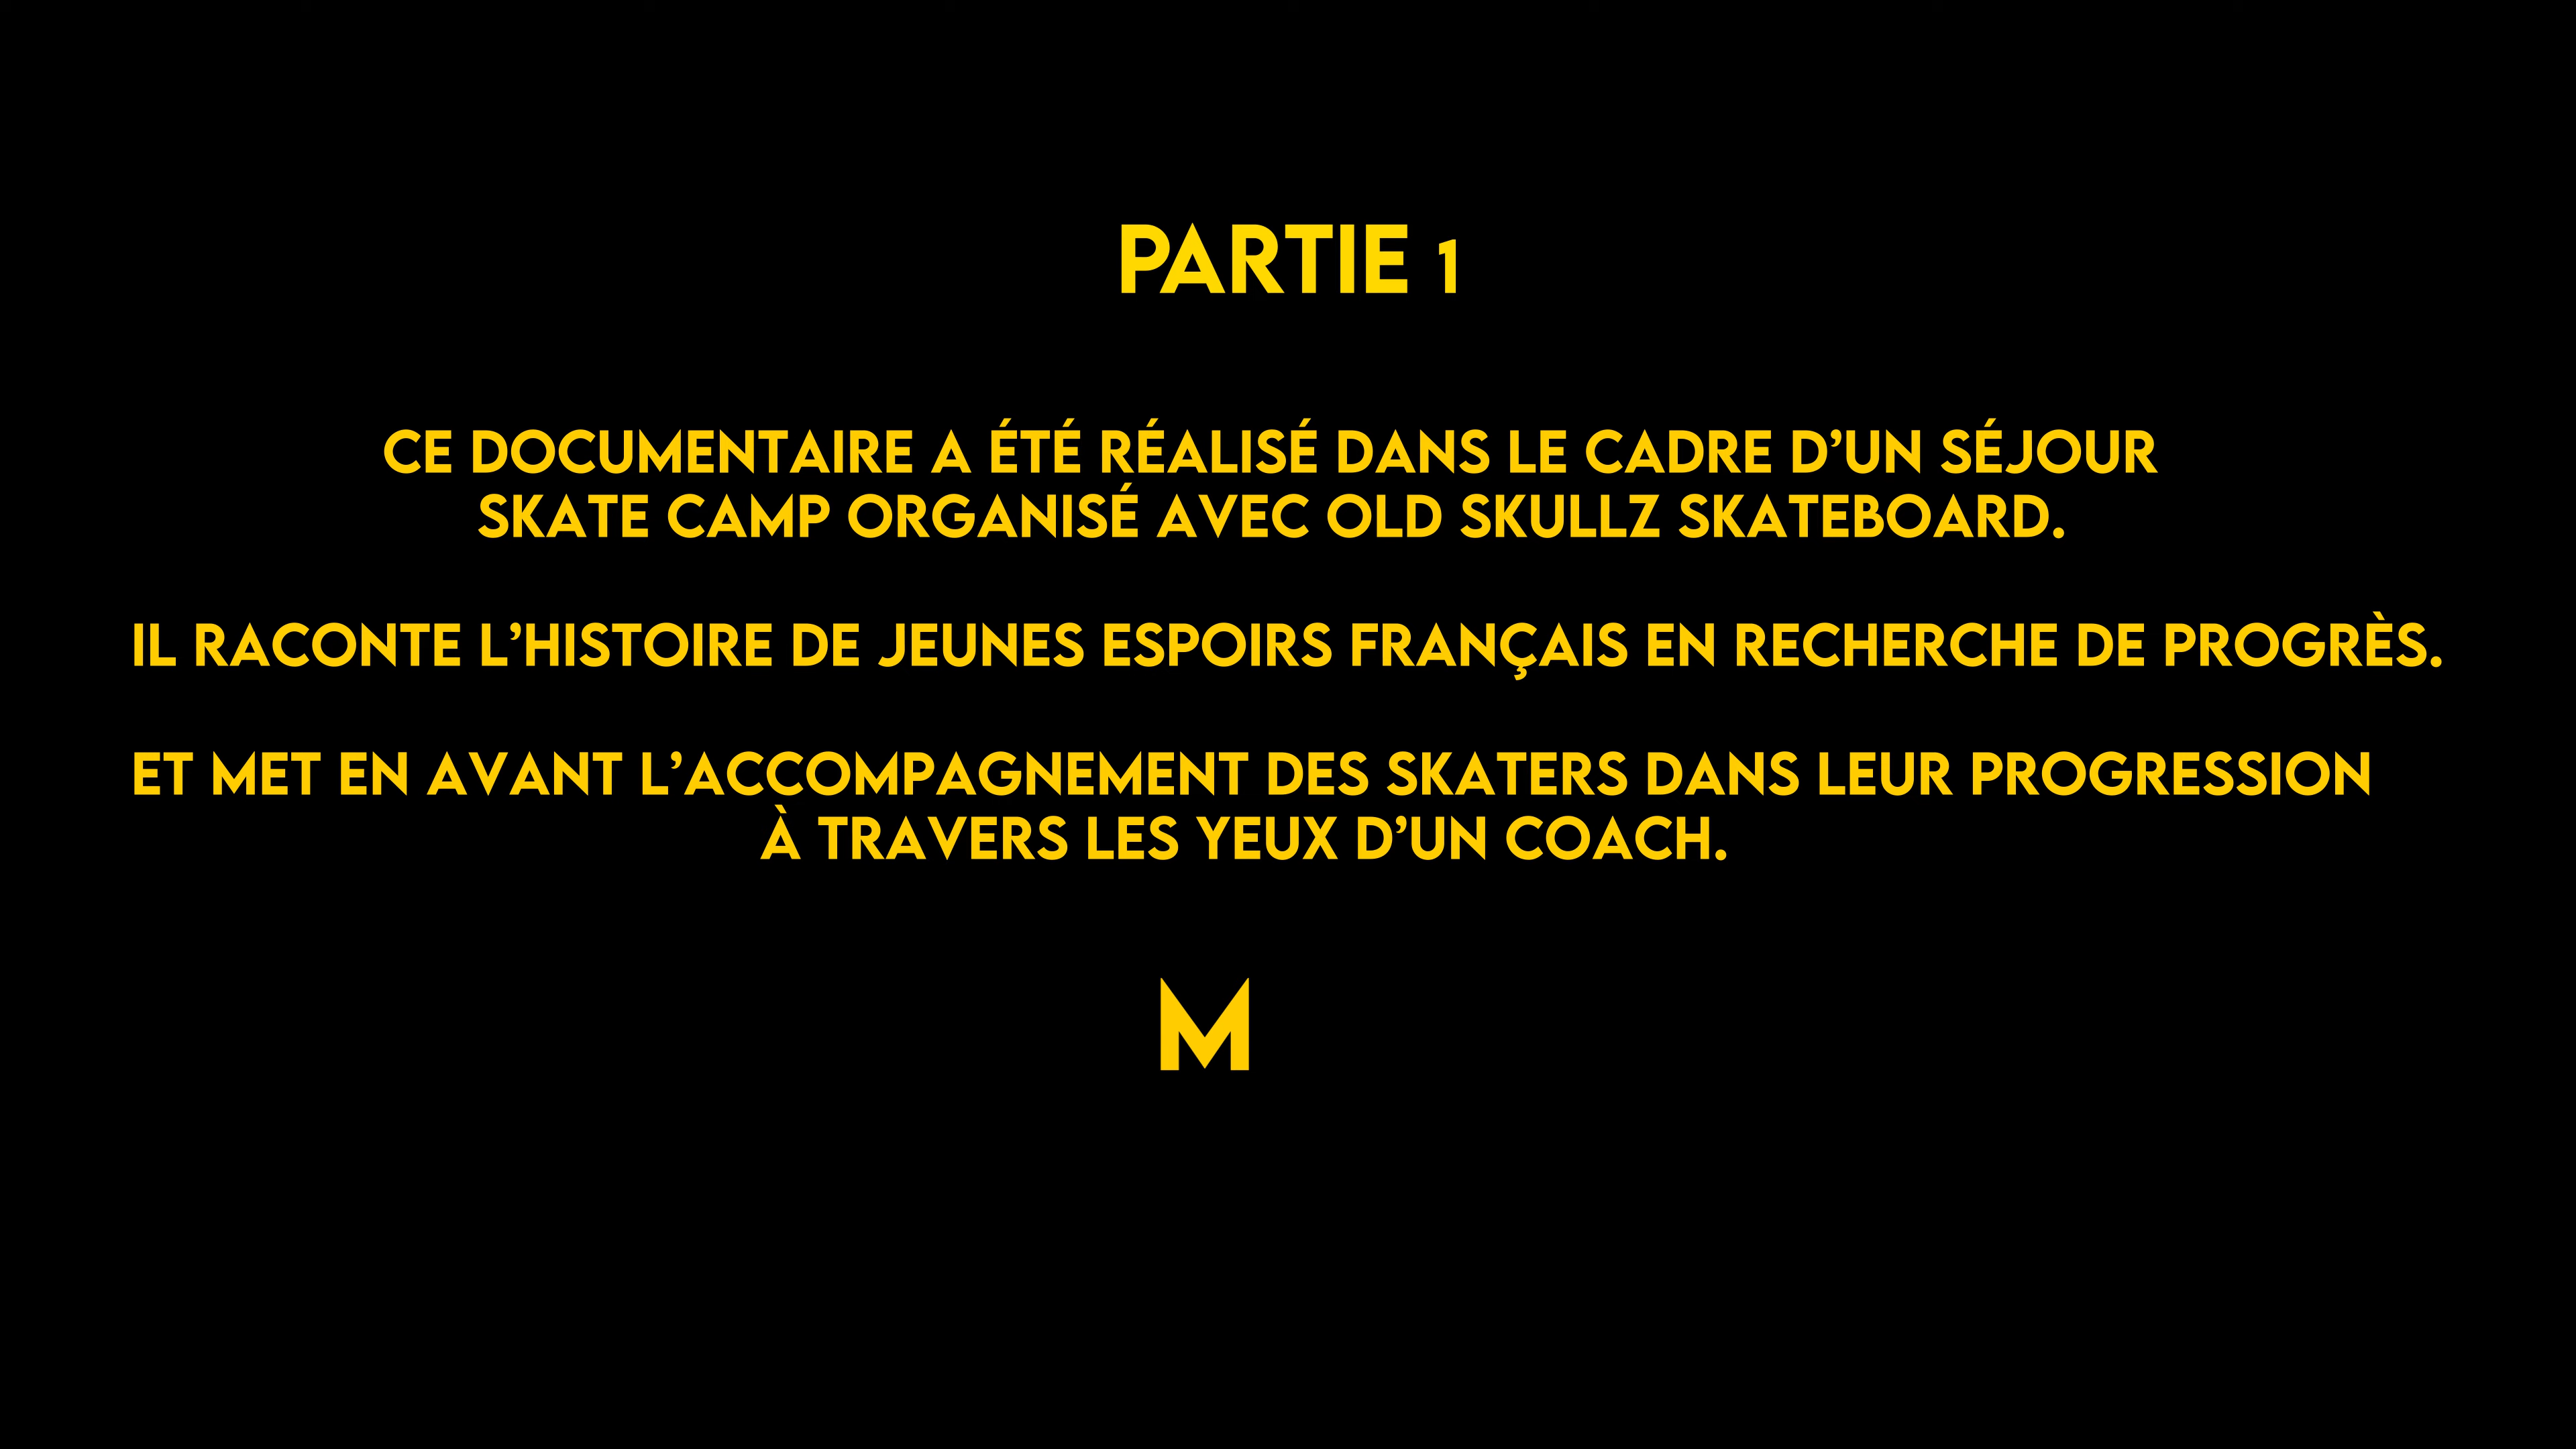 PARTIE 1
CE DOCUMENTAIRE A ÉTÉ RÉALISÉ DANS LE CADRE D'UN SÉJOUR
SKATE CAMP ORGANISÉ AVEC OLD SKULLZ SKATEBOARD.
IL RACONTE L'HISTOIRE DE JEUNES ESPOIRS FRANÇAIS EN RECHERCHE DE PROGRÈS.
ET MET EN AVANT L'ACCOMPAGNEMENT DES SKATERS DANS LEUR PROGRESSION
À TRAVERS LES YEUX D'UN COACH.
M